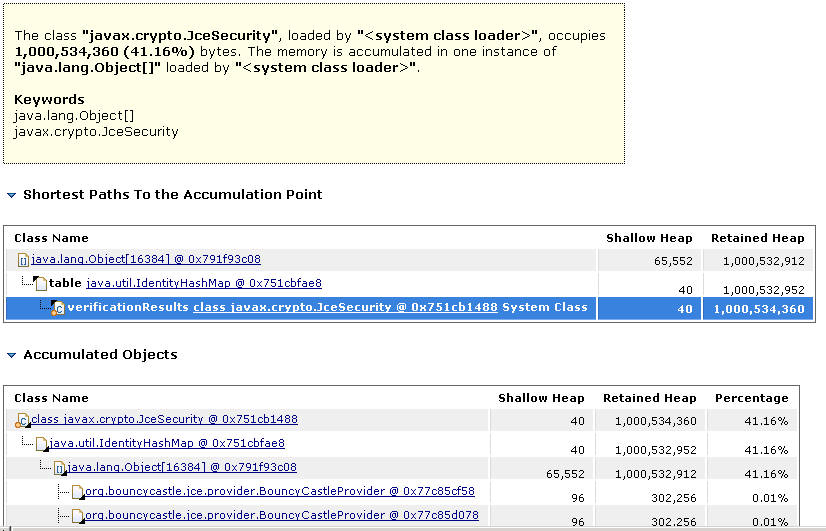 The class "javax.crypto.JceSecurity", loaded by "<system class loader>", occupies
1,000,534,360 (41.16%) bytes. The memory is accumulated in one instance of
"java.lang.Object[]" loaded by "<system class loader>".
Keywords
java.lang.Object[]
javax.crypto.JceSecurity
Shortest Paths To the Accumulation Point
Class Name Shallow Heap Retained Heap
java.lang.Object[16384] @ 0x791f93c08 65,552 1,000,532,912
table java.util.IdentityHashMap @ 0x751cbfae8 40 1,000,532,952
verificationResults class javax.crypto.JceSecurity @ 0x751cb1488 System Class 40 1,000,534,360
Accumulated Objects
Class Name Shallow Heap Retained Heap Percentage
class javax.crypto.JceSecurity @ 0x751cb1488 40 1,000,534,360 41.16%
java.util.IdentityHashMap @ 0x751cbfae8 40 1,000,532,952 41.16%
java.lang.Object[16384] @ 0x791f93c08 65,552 1,000,532,912 41.16%
org.bouncycastle.jce.provider.BouncyCastleProvider @ 0x77c85cf58 96 302,256 0.01%
org.bouncycastle.jce.provider.BouncyCastleProvider @ 0x77c85d078 96 302,256 0.01%